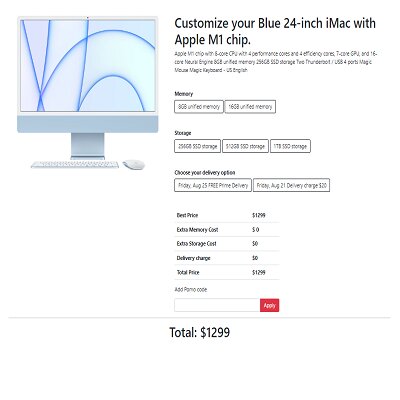 Customize your Blue 24-inch iMac with
Apple M1 chip.
Apple M1 chip with 8-core CPU with 4 performance cores and 4 efficiency cores, 7-core GPU, and 16-
core Neural Engine 8GB unified memory 256GB SSD storage Two Thunderbolt / USB 4 ports Magic
Mouse Magic Keyboard - US English
Memory
8GB unified memory 16GB unified memory
Storage
256GB SSD storage 512GB SSD storage 1TB SSD storage
Choose your delivery option
Friday, Aug 25 FREE Prime Delivery Friday, Aug 21 Delivery charge $20
Best Price $1299
Extra Memory Cost $ 0
Extra Storage Cost $0
Delivery charge $0
Total Price $1299
Add Pomo code
Apply
Total: $1299